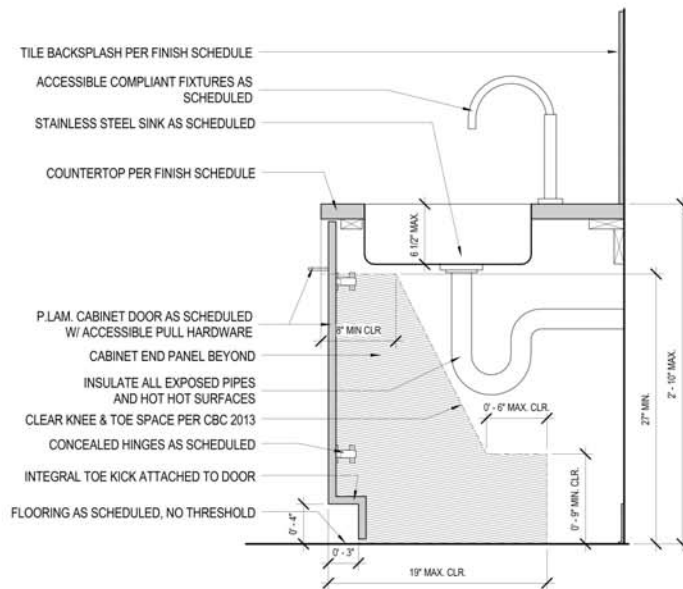 TILE BACKSPLASH PER FINISH SCHEDULE
ACCESSIBLE COMPLIANT FIXTURES AS
SCHEDULED
STAINLESS STEEL SINK AS SCHEDULED
COUNTERTOP PER FINISH SCHEDULE
6 1/2" MAX.
P.LAM. CABINET DOOR AS SCHEDULED
W/ ACCESSIBLE PULL HARDWARE
8" MIN CLR
CABINET END PANEL BEYOND
INSULATE ALL EXPOSED PIPES
AND HOT HOT SURFACES
CLEAR KNEE & TOE SPACE PER CBC 2013
0' - 6" MAX. CLR.
27" MIN.
2' - 10" MAX.
CONCEALED HINGES AS SCHEDULED
INTEGRAL TOE KICK ATTACHED TO DOOR
0' - 9" MIN. CLR.
FLOORING AS SCHEDULED, NO THRESHOLD
0' - 4"
0' - 3"
19" MAX. CLR.